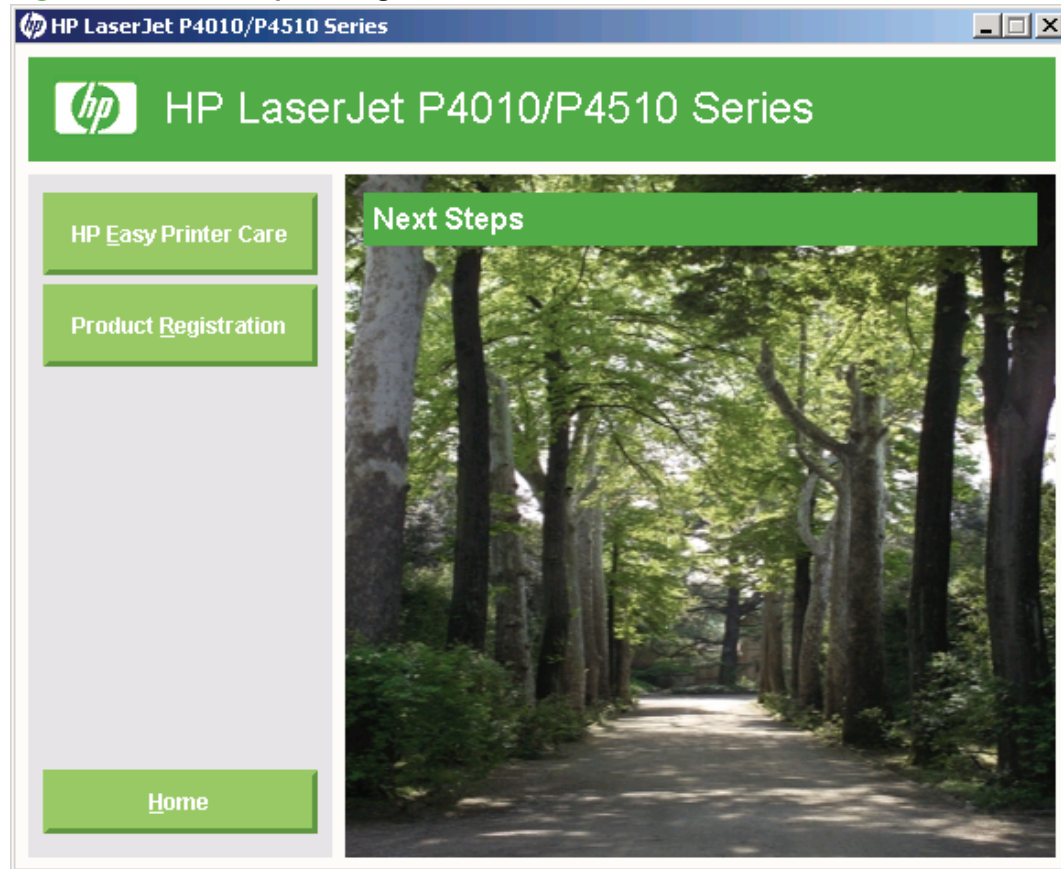 HP LaserJet P4010/P4510 Series
hp HP LaserJet P4010/P4510 Series
HP Easy Printer Care
Next Steps
Product Registration
Home